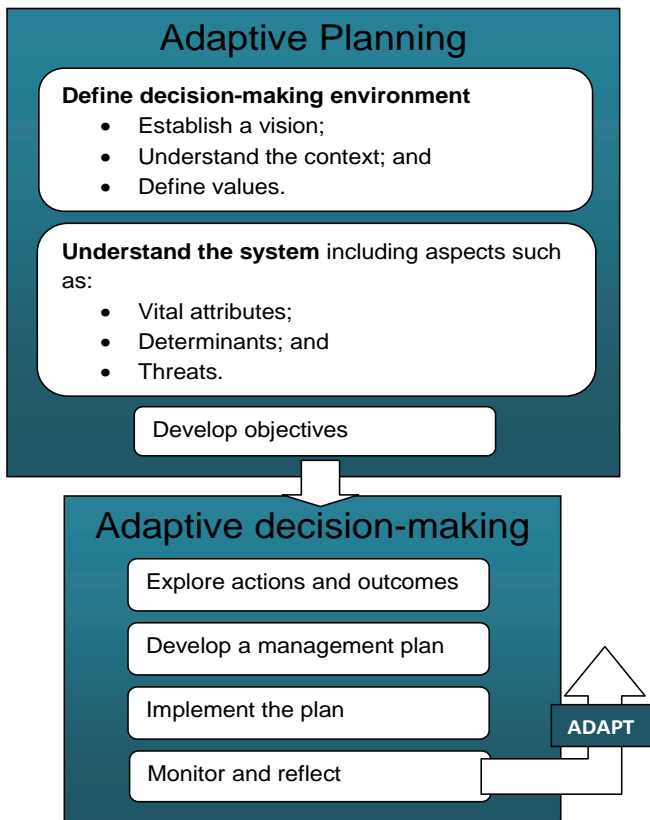 Adaptive Planning
Define decision-making environment
• Establish a vision;
• Understand the context; and
• Define values.
Understand the system including aspects such
as:
• Vital attributes;
• Determinants; and
• Threats.
Develop objectives
Adaptive decision-making
Explore actions and outcomes
Develop a management plan
Implement the plan
ADAPT
Monitor and reflect